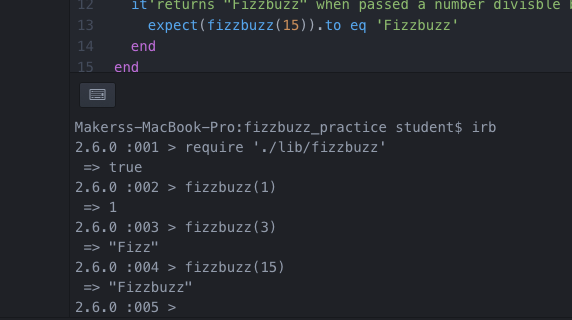 12 it'returns "Fizzbuzz" when passed a number divisble
13 expect(fizzbuzz(15)).to eq 'Fizzbuzz'
14 end
15 end
Makerss-MacBook-Pro:fizzbuzz_practice student$ irb
2.6.0 :001 > require './lib/fizzbuzz'
=> true
2.6.0 :002 > fizzbuzz(1)
=> 1
2.6.0 :003 > fizzbuzz(3)
=> "Fizz"
2.6.0 :004 > fizzbuzz(15)
=> "Fizzbuzz"
2.6.0 :005 >